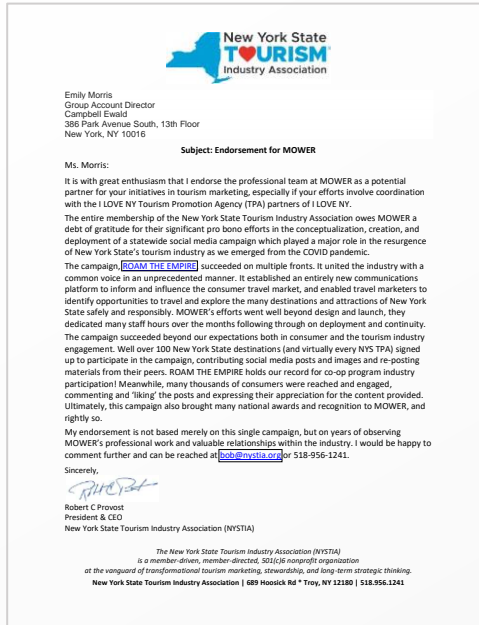 New York State
TOURISM
Industry Association
Emily Morris
Group Account Director
Campbell Ewald
386 Park Avenue South, 13th Floor
New York, NY 10016
Subject: Endorsement for MOWER
Ms. Morris:
It is with great enthusiasm that I endorse the professional team at MOWER as a potential
partner for your initiatives in tourism marketing, especially if your efforts involve coordination
with the I LOVE NY Tourism Promotion Agency (TPA) partners of I LOVE NY.
The entire membership of the New York State Tourism Industry Association owes MOWER a
debt of gratitude for their significant pro bono efforts in the conceptualization, creation, and
deployment of a statewide social media campaign which played a major role in the resurgence
of New York State's tourism industry as we emerged from the COVID pandemic.
The campaign, ROAM THE EMPIRE, succeeded on multiple fronts. It united the industry with a
common voice in an unprecedented manner. It established an entirely new communications
platform to inform and influence the consumer travel market, and enabled travel marketers to
identify opportunities to travel and explore the many destinations and attractions of New York
State safely and responsibly. MOWER's efforts went well beyond design and launch, they
dedicated many staff hours over the months following through on deployment and continuity.
The campaign succeeded beyond our expectations both in consumer and the tourism industry
engagement. Well over 100 New York State destinations (and virtually every NYS TPA) signed
up to participate in the campaign, contributing social media posts and images and re-posting
materials from their peers. ROAM THE EMPIRE holds our record for co-op program industry
participation! Meanwhile, many thousands of consumers were reached and engaged,
commenting and 'liking' the posts and expressing their appreciation for the content provided.
Ultimately, this campaign also brought many national awards and recognition to MOWER, and
rightly so.
My endorsement is not based merely on this single campaign, but on years of observing
MOWER's professional work and valuable relationships within the industry. I would be happy to
comment further and can be reached at bob@nystia.org or 518-956-1241.
Sincerely,
Robert C Provost
President & CEO
New York State Tourism Industry Association (NYSTIA)
The New York State Tourism Industry Association (NYSTIA)
is a member-driven, member-directed, 501(c)6 nonprofit organization
at the vanguard of transformational tourism marketing, stewardship, and long-term strategic thinking.
New York State Tourism Industry Association | 689 Hoosick Rd * Troy, NY 12180 | 518.956.1241